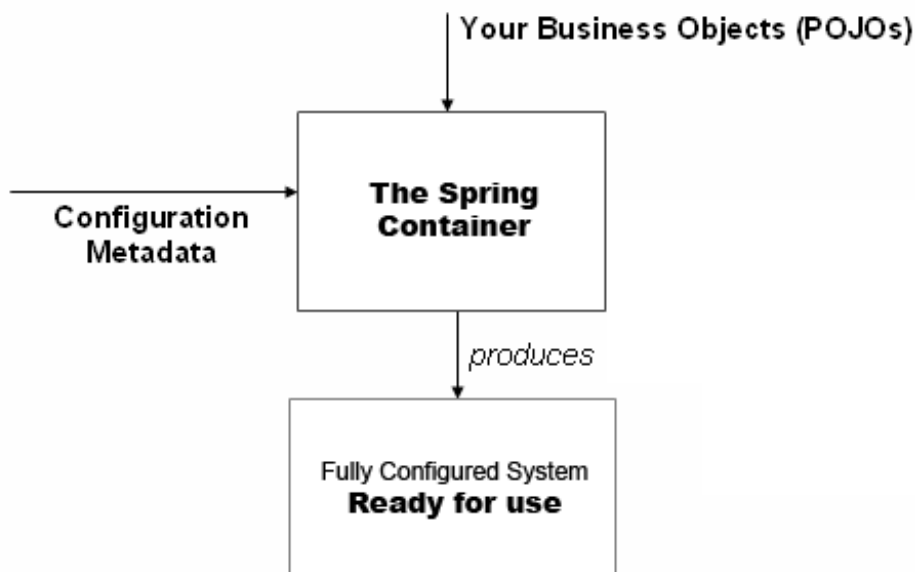 Your Business Objects (POJOs)
The Spring
Container
Configuration
Metadata
produces
Fully Configured System
Ready for use